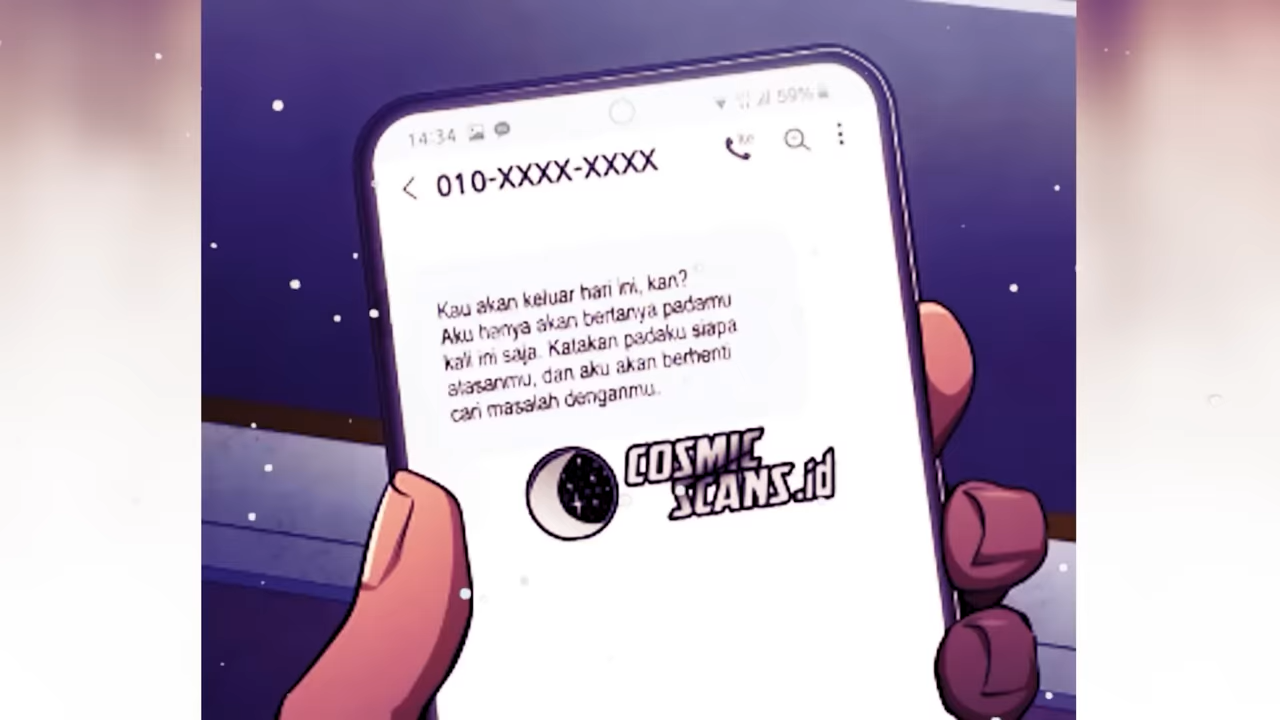 14:34
59%
010-XXXX-XXXX
Kau akan keluar hari ini, kan?
Aku hanya akan bertanya padamu
kali ini saja. Katakan padaku siapa
atasanmu, dan aku akan berhenti
cari masalah denganmu.
COSMIC
SCANS.id